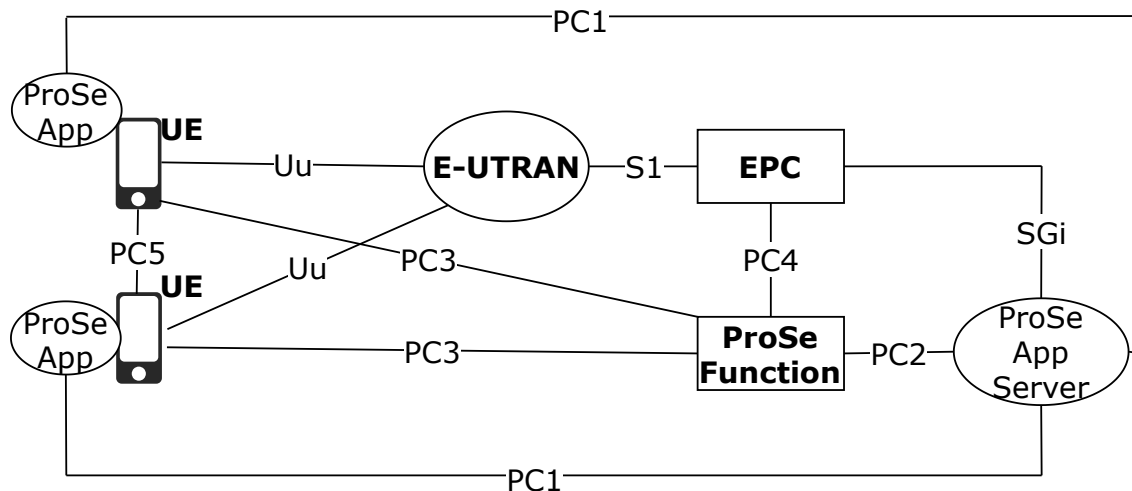 PC1
ProSe
App
UE
Uu
E-UTRAN
S1
EPC
SGi
PC5
Uu
PC3
PC4
UE
ProSe
App
PC3
ProSe
Function
PC2
ProSe
App
Server
PC1